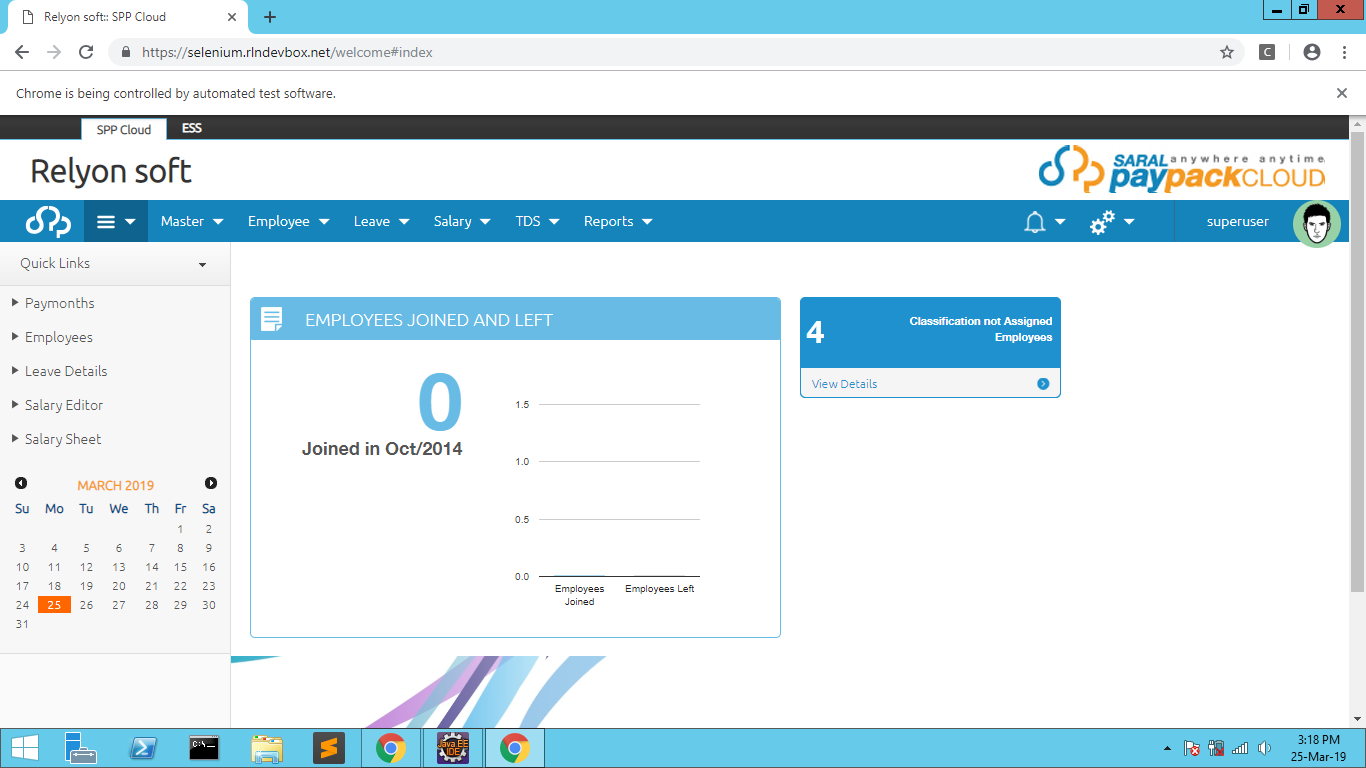 Relyon soft:: SPP Cloud
https://selenium.rlndevbox.net/welcome#index
C
Chrome is being controlled by automated test software.
SPP Cloud ESS
Relyon soft
SARAL anywhere anytime
paypackCLOUD
Master Employee Leave Salary TDS Reports superuser
Quick Links
Paymonths
Employees
Leave Details
Salary Editor
Salary Sheet
MARCH 2019
Su Mo Tu We Th Fr Sa
1 2
3 4 5 6 7 8 9
10 11 12 13 14 15 16
17 18 19 20 21 22 23
24 25 26 27 28 29 30
31
EMPLOYEES JOINED AND LEFT
0
Joined in Oct/2014
1.5
1.0
0.5
0.0
Employees
Joined
Employees Left
4
Classification not Assigned
Employees
View Details
C:\
Java EE
IDE
3:18 PM
25-Mar-19